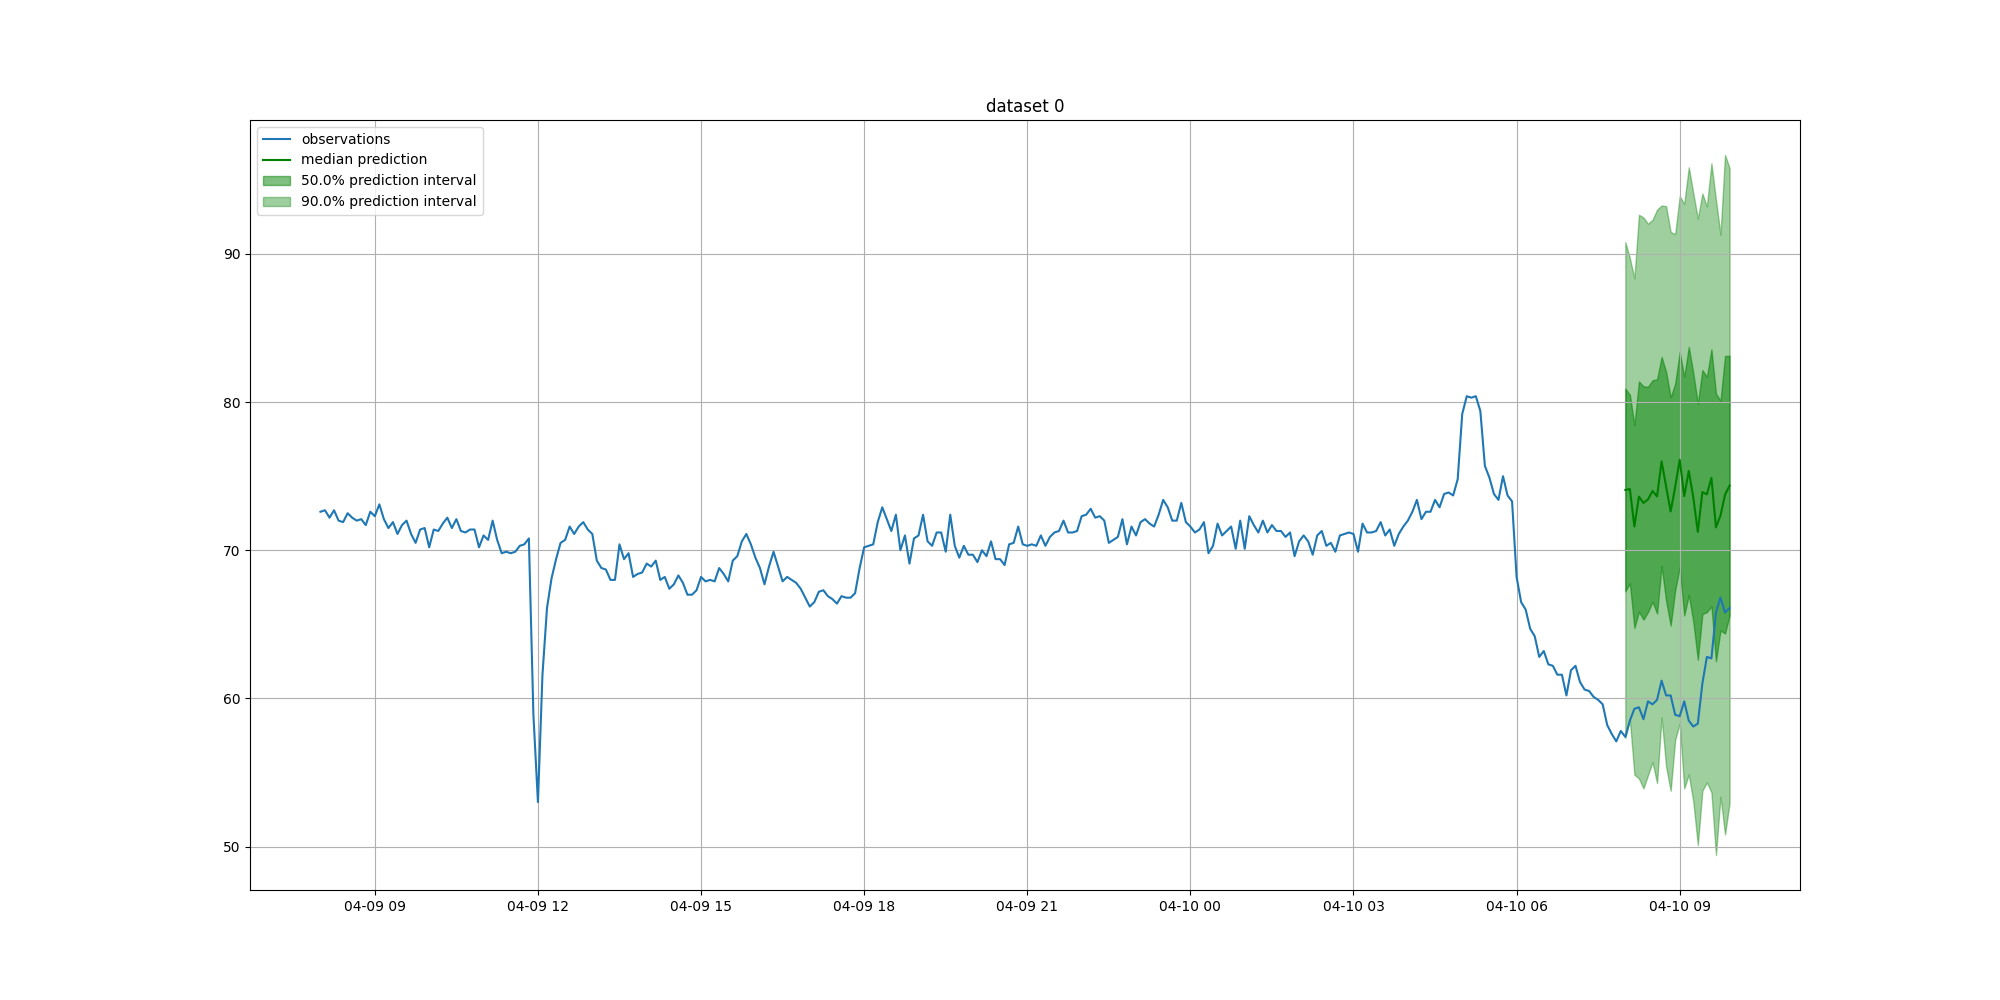 dataset 0
observations
median prediction
50.0% prediction interval
90.0% prediction interval
90
80
70
60
50
04-09 09
04-09 12
04-09 15
04-09 18
04-09 21
04-10 00
04-10 03
04-10 06
04-10 09